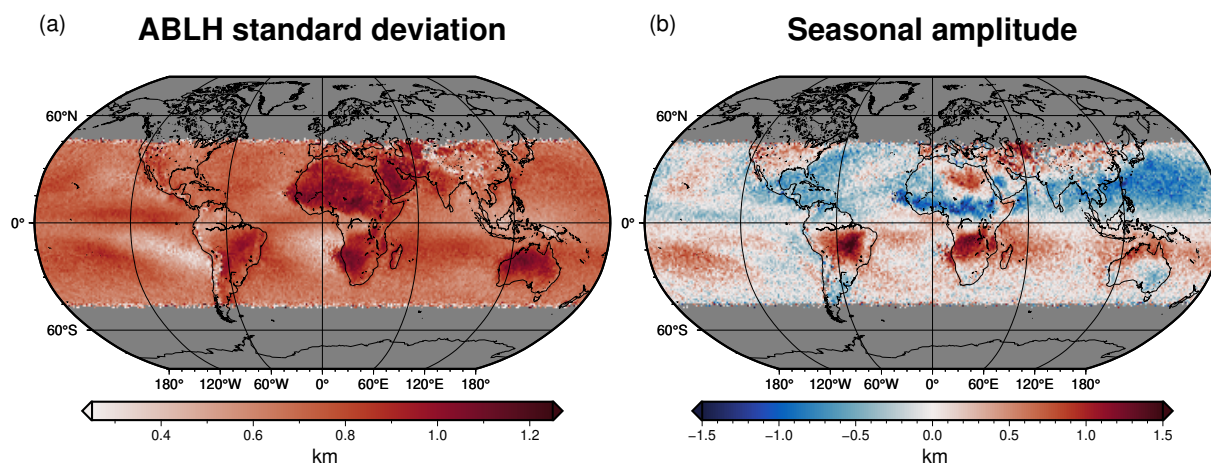 (a) ABLH standard deviation
60°N
0°
60°S
180° 120°W 60°W 0° 60°E 120°E 180°
0.4 0.6 0.8 1.0 1.2
km
(b) Seasonal amplitude
60°N
0°
60°S
180° 120°W 60°W 0° 60°E 120°E 180°
−1.5 −1.0 −0.5 0.0 0.5 1.0 1.5
km